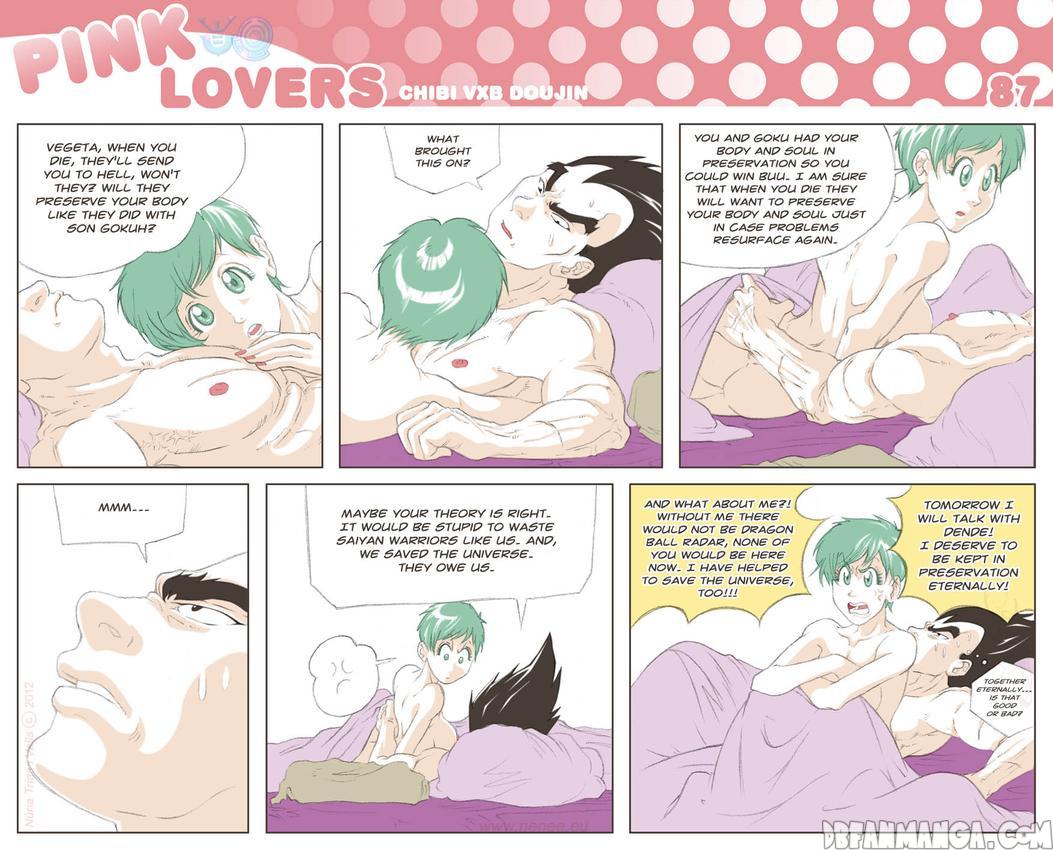 PINK
LOVERS
CHIBI VXB DOUJIN
87
VEGETA, WHEN YOU
DIE, THEY'LL SEND
YOU TO HELL, WON'T
THEY? WILL THEY
PRESERVE YOUR BODY
LIKE THEY DID WITH
SON GOKUH?
WHAT
BROUGHT
THIS ON?
YOU AND GOKU HAD YOUR
BODY AND SOUL IN
PRESERVATION SO YOU
COULD WIN BUU. I AM SURE
THAT WHEN YOU DIE THEY
WILL WANT TO PRESERVE
YOUR BODY AND SOUL JUST
IN CASE PROBLEMS
RESURFACE AGAIN.
MMM...
MAYBE YOUR THEORY IS RIGHT.
IT WOULD BE STUPID TO WASTE
SAIYAN WARRIORS LIKE US. AND,
WE SAVED THE UNIVERSE.
THEY OWE US.
AND WHAT ABOUT ME?!
WITHOUT ME THERE
WOULD NOT BE DRAGON
BALL RADAR, NONE OF
YOU WOULD BE HERE
NOW. I HAVE HELPED
TO SAVE THE UNIVERSE,
TOO!!!
TOMORROW I
WILL TALK WITH
DENDE!
I DESERVE TO
BE KEPT IN
PRESERVATION
ETERNALLY!
TOGETHER
ETERNALLY...
IS THAT
GOOD
OR BAD?
© 2012
DBFANMANGA.COM